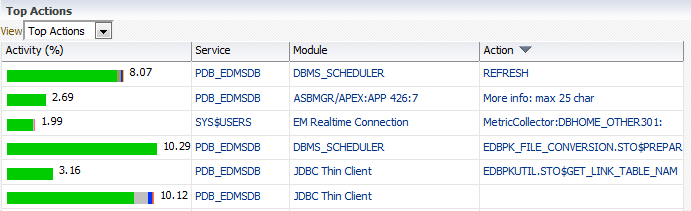 Top Actions
View Top Actions
Activity (%) Service Module Action
8.07 PDB_EDMSDB DBMS_SCHEDULER REFRESH
2.69 PDB_EDMSDB ASBMGR/APEX:APP 426:7 More info: max 25 char
1.99 SYS$USERS EM Realtime Connection MetricCollector:DBHOME_OTHER301:
10.29 PDB_EDMSDB DBMS_SCHEDULER EDBPK_FILE_CONVERSION.STO$PREPAR
3.16 PDB_EDMSDB JDBC Thin Client EDBPKUTIL.STO$GET_LINK_TABLE_NAM
10.12 PDB_EDMSDB JDBC Thin Client